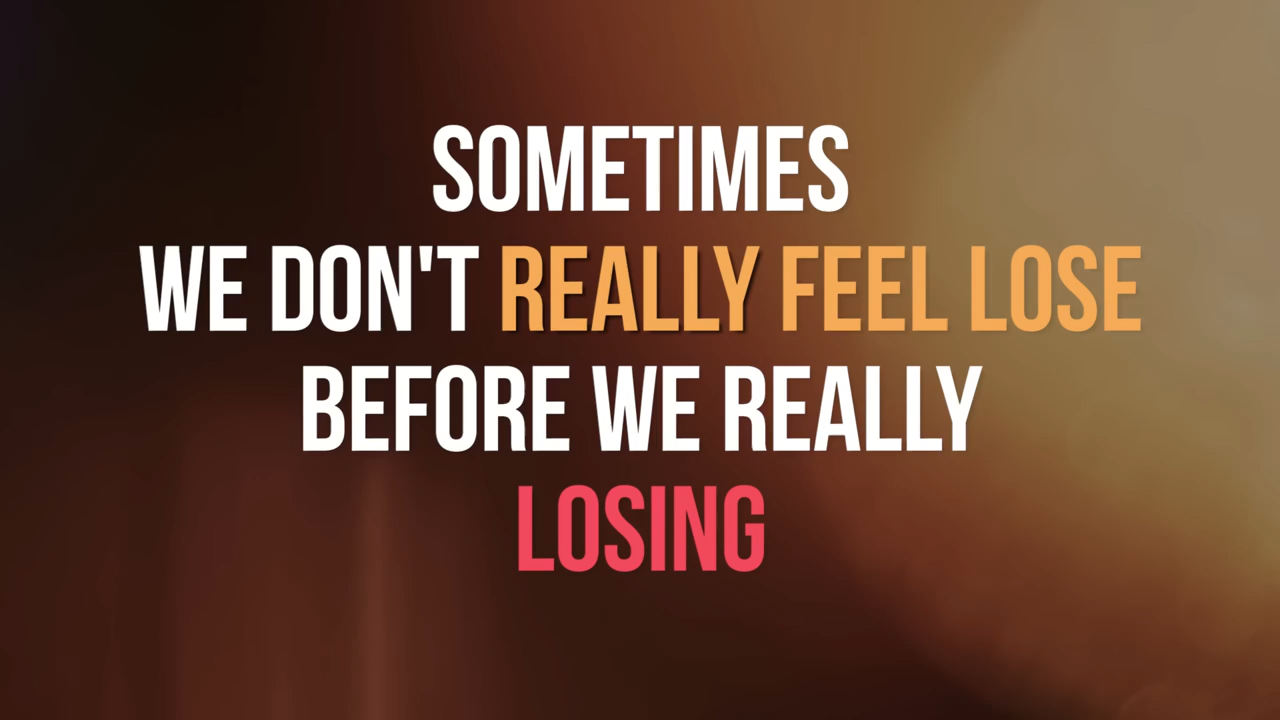 SOMETIMES
WE DON'T REALLY FEEL LOSE
BEFORE WE REALLY
LOSING